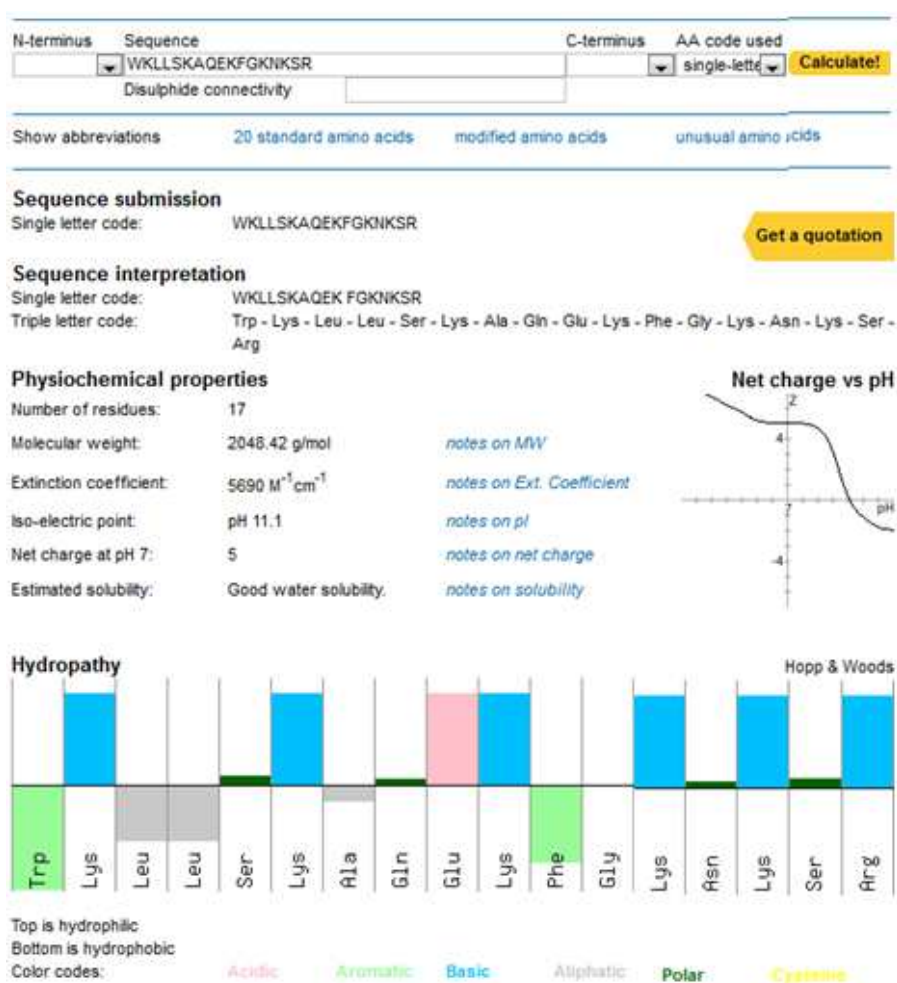 N-terminus Sequence C-terminus AA code used
WKLLSKAQEKFGKNKSR single-lette Calculate!
Disulphide connectivity
Show abbreviations 20 standard amino acids modified amino acids unusual amino acids
Sequence submission
Single letter code: WKLLSKAQEKFGKNKSR
Get a quotation
Sequence interpretation
Single letter code: WKLLSKAQEK FGKNKSR
Triple letter code: Trp - Lys - Leu - Leu - Ser - Lys - Ala - Gln - Glu - Lys - Phe - Gly - Lys - Asn - Lys - Ser -
Arg
Physiochemical properties Net charge vs pH
Number of residues: 17
Molecular weight: 2048.42 g/mol notes on MW
Extinction coefficient: 5690 M⁻¹cm⁻¹ notes on Ext. Coefficient
Iso-electric point: pH 11.1 notes on pI
Net charge at pH 7: 5 notes on net charge
Estimated solubility: Good water solubility. notes on solubility
Z
4
7 pH
-4
Hydropathy Hopp & Woods
Trp Lys Leu Leu Ser Lys Ala Gln Glu Lys Phe Gly Lys Asn Lys Ser Arg
Top is hydrophilic
Bottom is hydrophobic
Color codes: Acidic Aromatic Basic Aliphatic Polar Cysteine